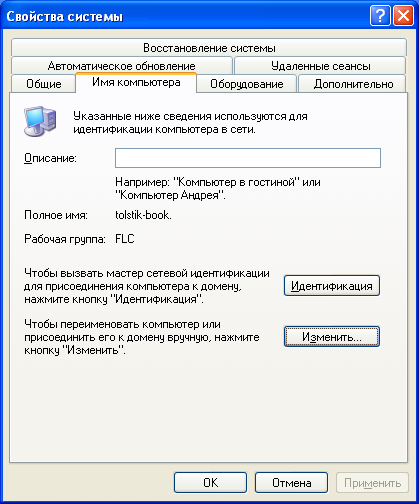 Свойства системы
Восстановление системы
Автоматическое обновление
Удаленные сеансы
Общие
Имя компьютера
Оборудование
Дополнительно
Указанные ниже сведения используются для
идентификации компьютера в сети.
Описание:
Например: "Компьютер в гостиной" или
"Компьютер Андрея".
Полное имя:
tolstik-book.
Рабочая группа:
FLC
Чтобы вызвать мастер сетевой идентификации
для присоединения компьютера к домену,
нажмите кнопку "Идентификация".
Идентификация
Чтобы переименовать компьютер или
присоединить его к домену вручную, нажмите
кнопку "Изменить".
Изменить...
ОК
Отмена
Применить